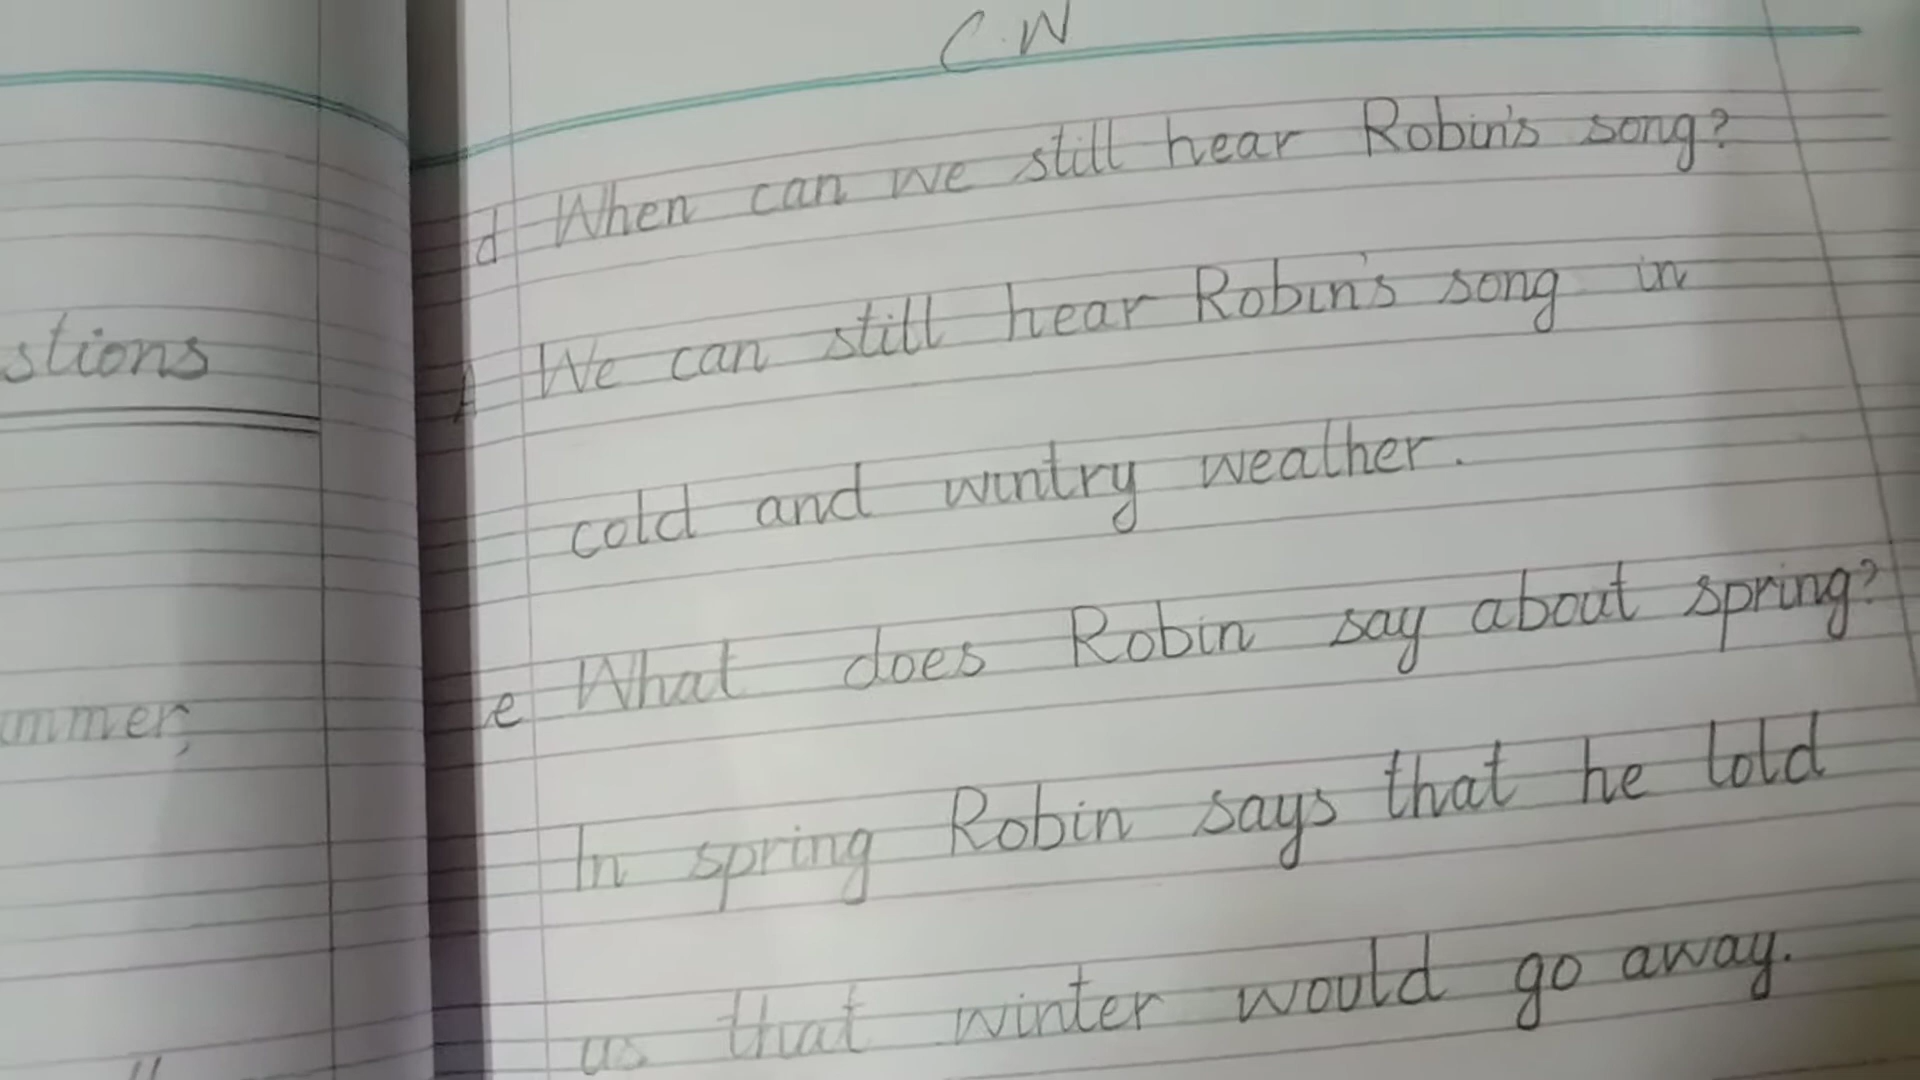 stions
ummer,
C.W
d When can we still hear Robin's song?
A We can still hear Robin's song in
cold and wintry weather.
e What does Robin say about spring?
In spring Robin says that he told
us that winter would go away.